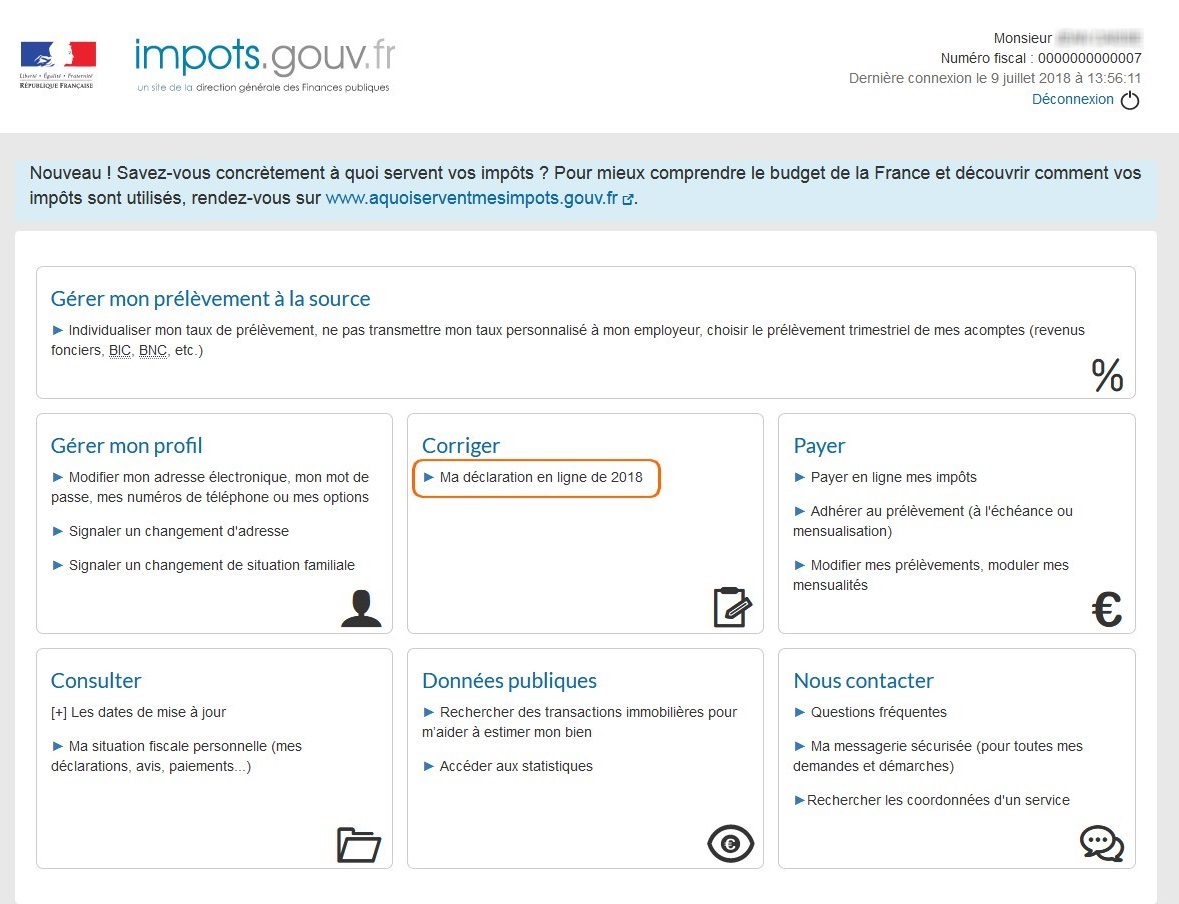 Liberté • Égalité • Fraternité
RÉPUBLIQUE FRANÇAISE
impots.gouv.fr
un site de la direction générale des Finances publiques
Monsieur
Numéro fiscal : 0000000000007
Dernière connexion le 9 juillet 2018 à 13:56:11
Déconnexion
Nouveau ! Savez-vous concrètement à quoi servent vos impôts ? Pour mieux comprendre le budget de la France et découvrir comment vos
impôts sont utilisés, rendez-vous sur www.aquoiserventmesimpots.gouv.fr.
Gérer mon prélèvement à la source
► Individualiser mon taux de prélèvement, ne pas transmettre mon taux personnalisé à mon employeur, choisir le prélèvement trimestriel de mes acomptes (revenus
fonciers, BIC, BNC, etc.)
%
Gérer mon profil
► Modifier mon adresse électronique, mon mot de
passe, mes numéros de téléphone ou mes options
► Signaler un changement d'adresse
► Signaler un changement de situation familiale
Corriger
► Ma déclaration en ligne de 2018
Payer
► Payer en ligne mes impôts
► Adhérer au prélèvement (à l'échéance ou
mensualisation)
► Modifier mes prélèvements, moduler mes
mensualités
€
Consulter
[+] Les dates de mise à jour
► Ma situation fiscale personnelle (mes
déclarations, avis, paiements...)
Données publiques
► Rechercher des transactions immobilières pour
m'aider à estimer mon bien
► Accéder aux statistiques
€
Nous contacter
► Questions fréquentes
► Ma messagerie sécurisée (pour toutes mes
demandes et démarches)
►Rechercher les coordonnées d'un service